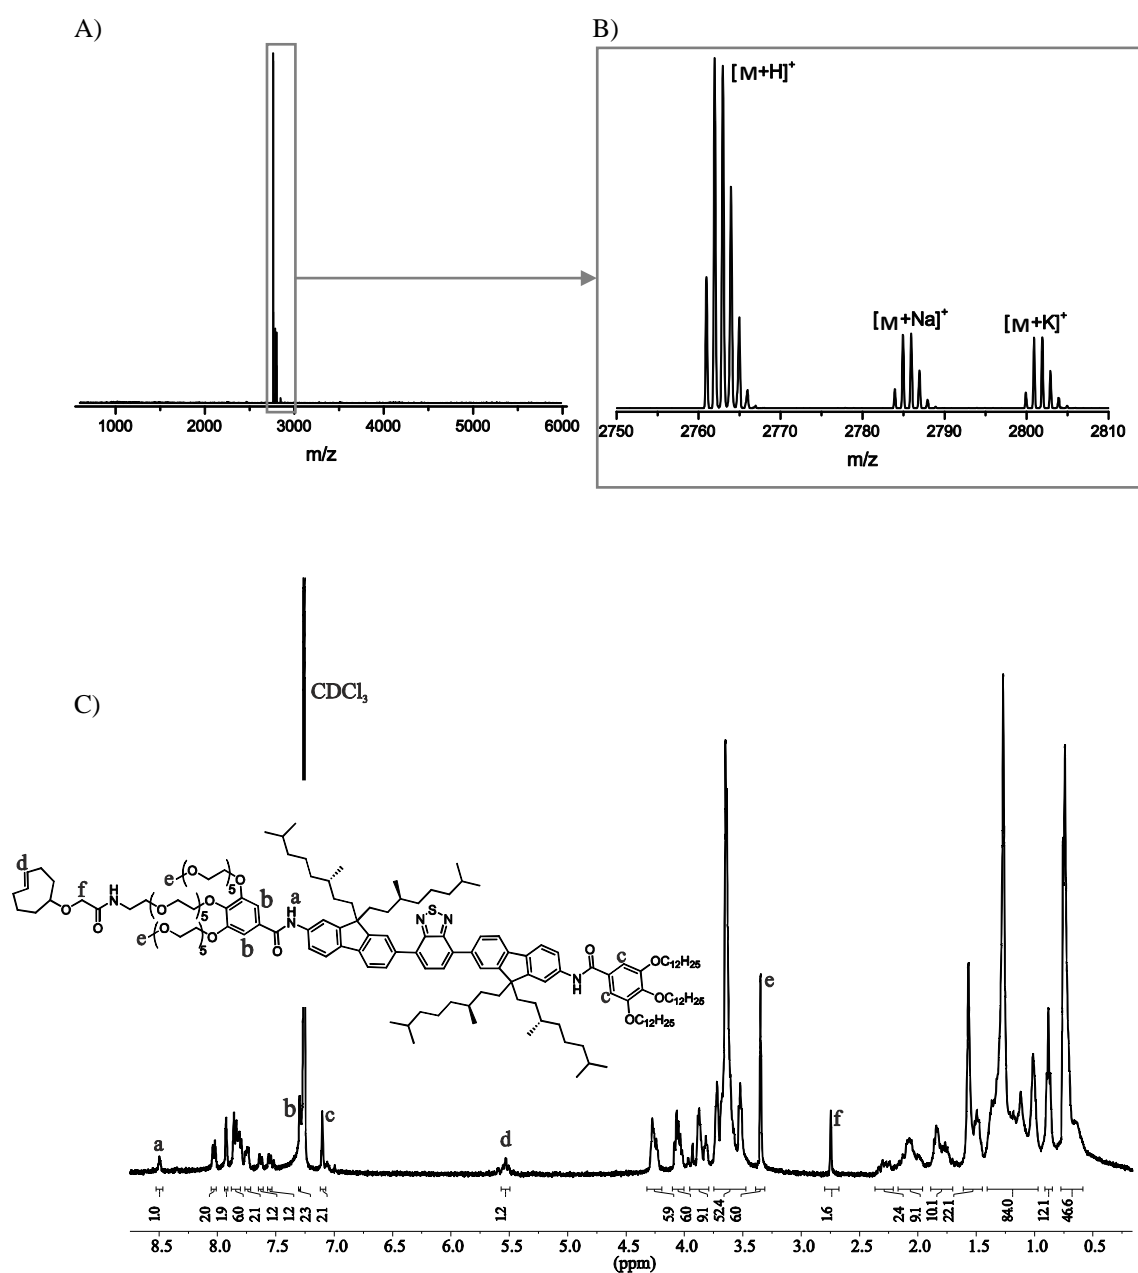 A)
B)
[M+H]+
[M+Na]+
[M+K]+
1000 2000 3000 4000 5000 6000
m/z
2750 2760 2770 2780 2790 2800 2810
m/z
C)
CDCl3
d
f
H
N
O
O
e
O
O
5
O
O
5
O
e
O
O
5
O
b
b
O
H
N
a
N
S
N
O
N
H
c
c
OC12H25
OC12H25
OC12H25
a
b
c
d
e
f
1.0 2.0 1.9 6.0 2.1 1.2 1.2 2.3 2.1 1.2 5.9 6.0 9.1 52.4 6.0 1.6 2.4 9.1 10.1 22.1 84.0 12.1 46.6
8.5 8.0 7.5 7.0 6.5 6.0 5.5 5.0 4.5 4.0 3.5 3.0 2.5 2.0 1.5 1.0 0.5
(ppm)